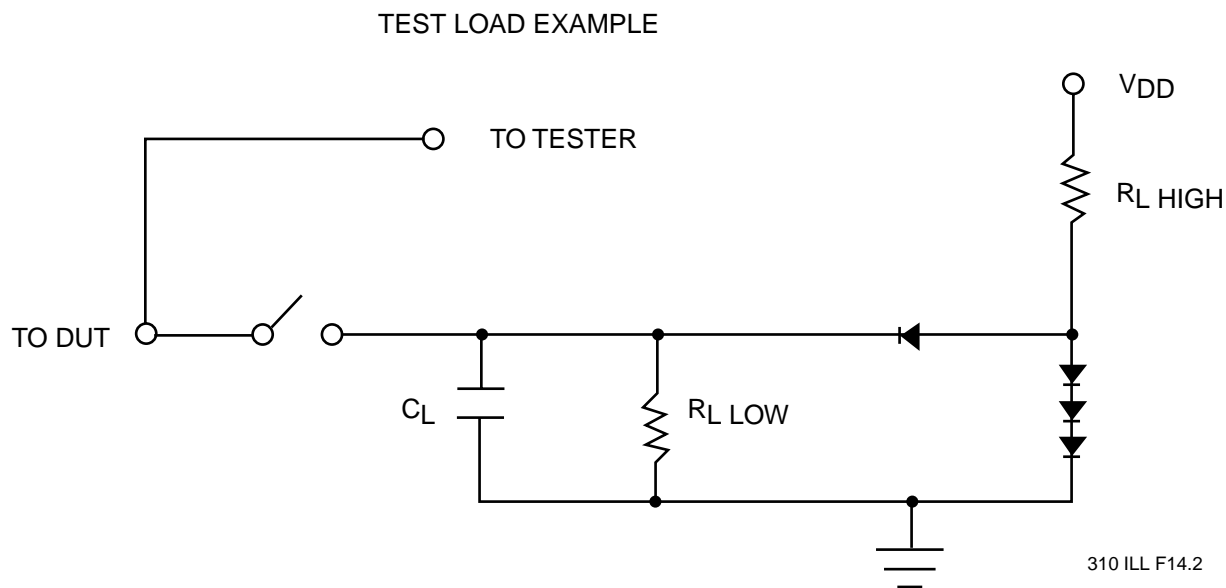 TEST LOAD EXAMPLE
VDD
TO TESTER
RL HIGH
TO DUT
CL
RL LOW
310 ILL F14.2